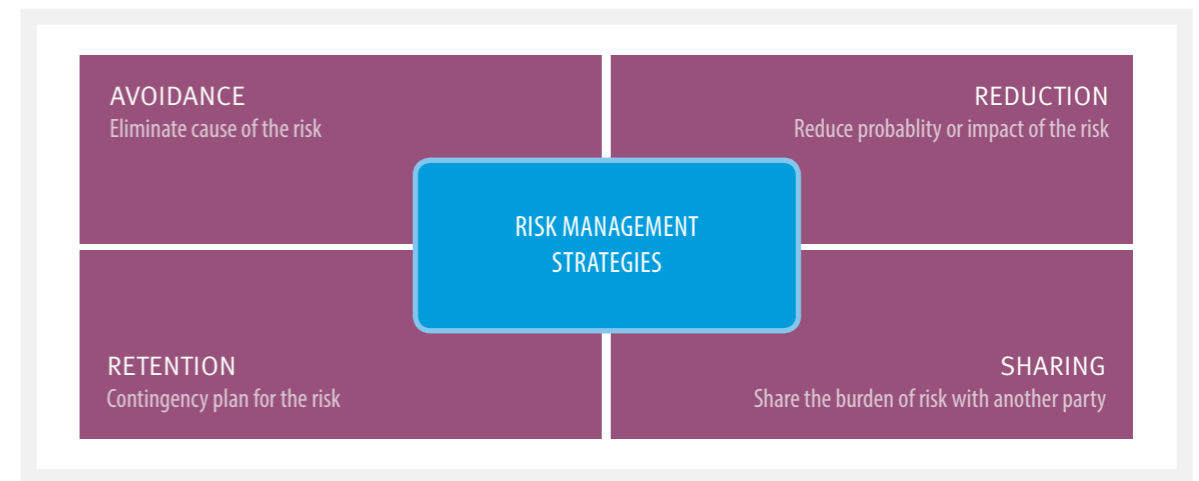 AVOIDANCE
Eliminate cause of the risk
REDUCTION
Reduce probablity or impact of the risk
RISK MANAGEMENT
STRATEGIES
RETENTION
Contingency plan for the risk
SHARING
Share the burden of risk with another party